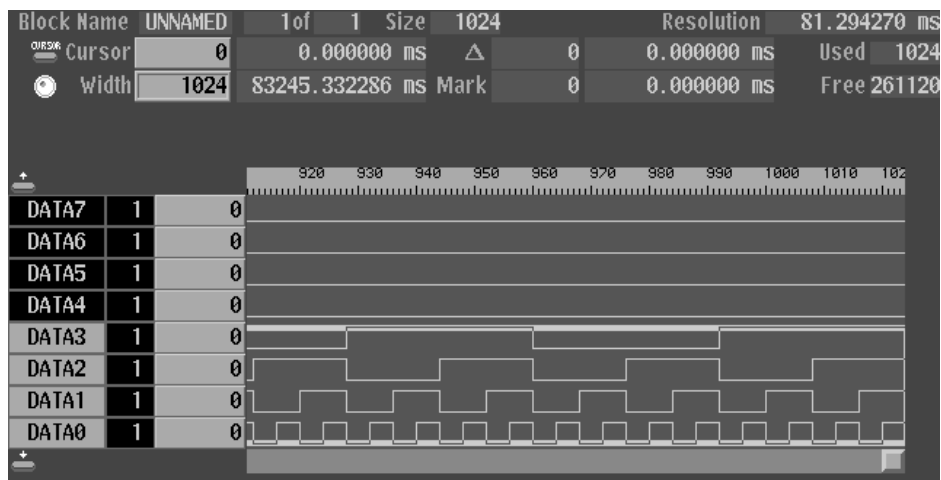 Block Name UNNAMED 1of 1 Size 1024 Resolution 81.294270 ms
CURSOR Cursor 0 0.000000 ms Δ 0 0.000000 ms Used 1024
Width 1024 83245.332286 ms Mark 0 0.000000 ms Free 261120
920 930 940 950 960 970 980 990 1000 1010 102
DATA7 1 0
DATA6 1 0
DATA5 1 0
DATA4 1 0
DATA3 1 0
DATA2 1 0
DATA1 1 0
DATA0 1 0